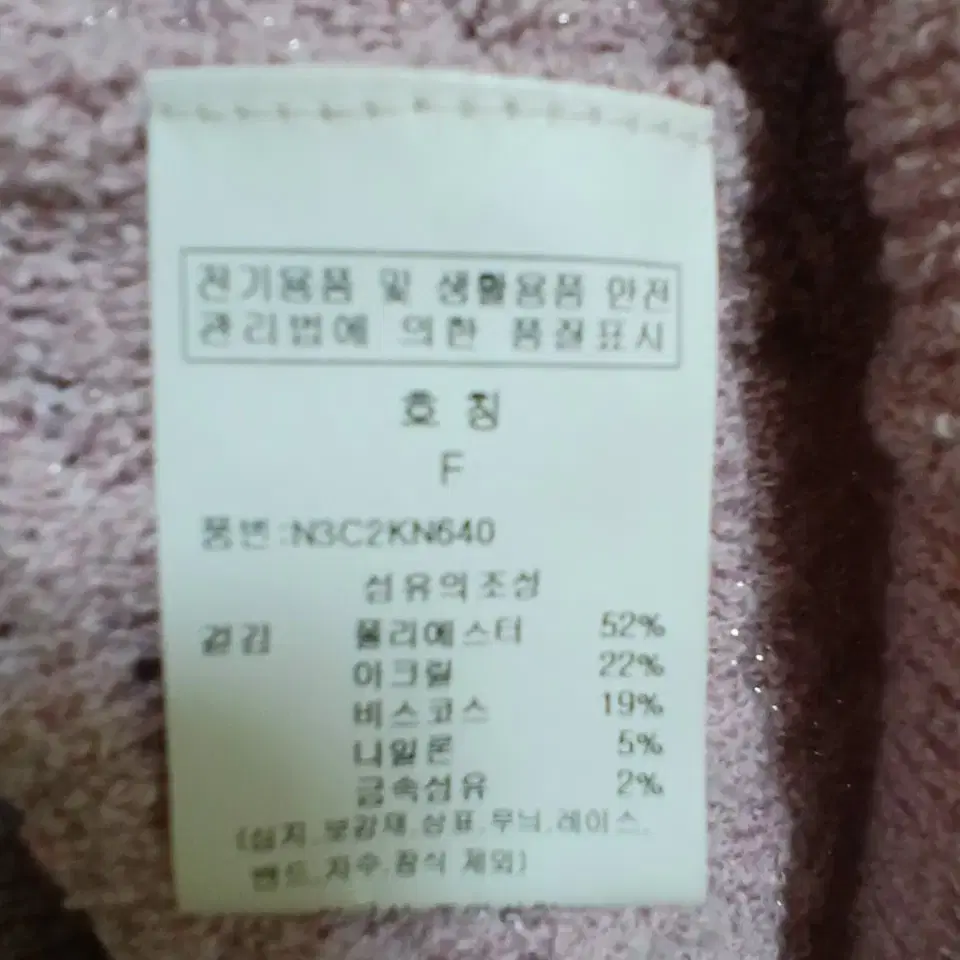 전기용품 및 생활용품 안전
관리법에 의한 품질표시
호 칭
F
품번:N3C2KN640
섬유의조성
겉감 폴리에스터 52%
아크릴 22%
비스코스 19%
나일론 5%
금속섬유 2%
(심지.보강재.상표.무늬.레이스.
밴드.자수.장식 제외)